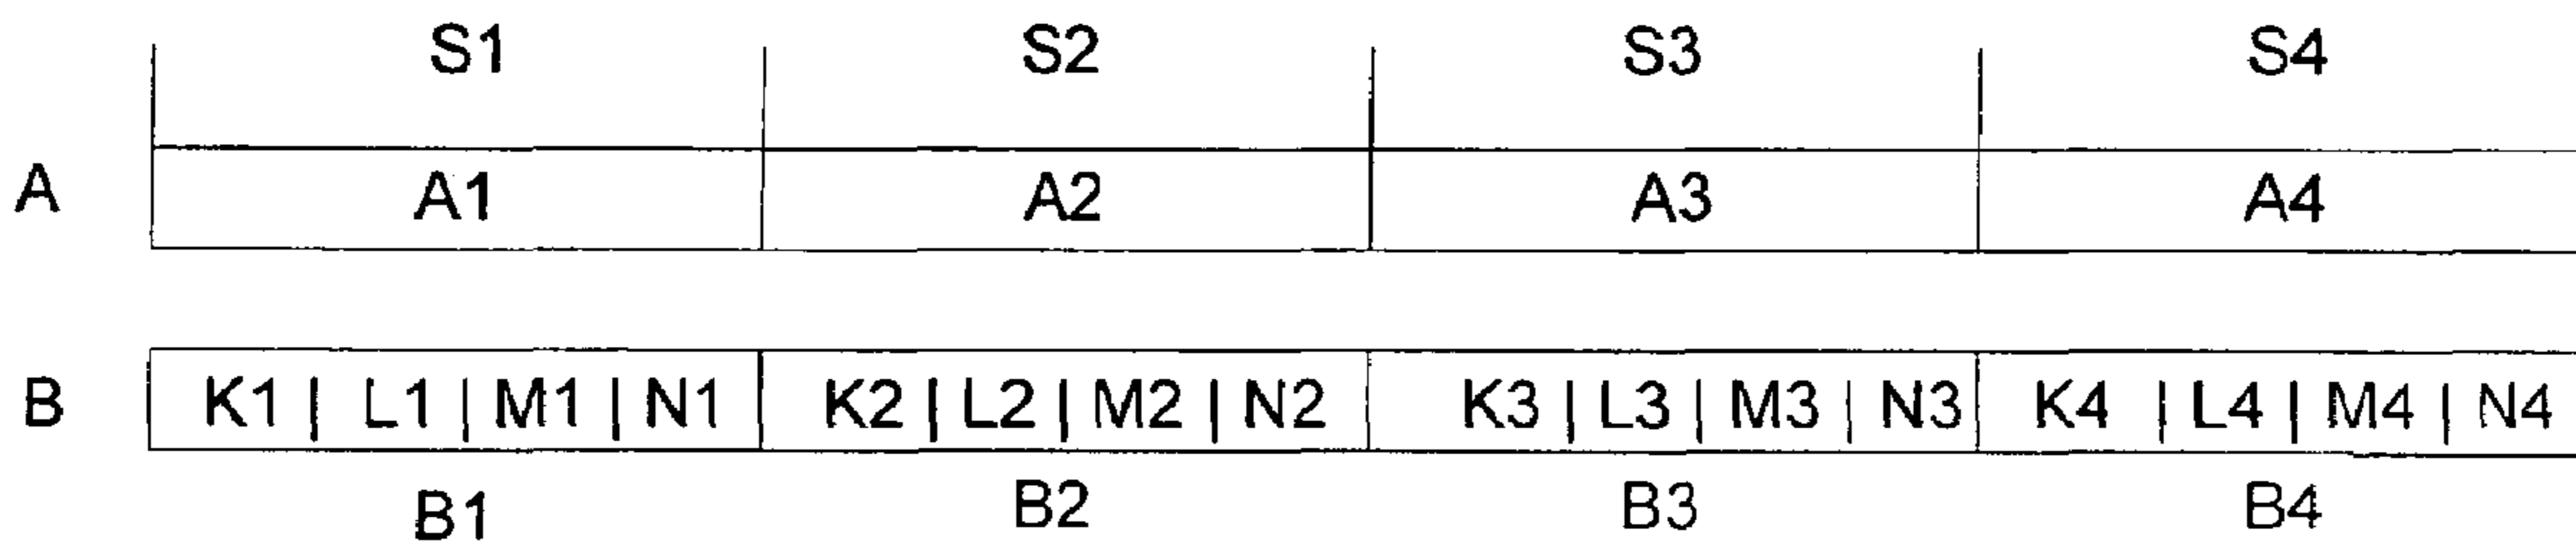 S1 S2 S3 S4
A A1 A2 A3 A4
B K1 | L1 | M1 | N1 K2 | L2 | M2 | N2 K3 | L3 | M3 | N3 K4 | L4 | M4 | N4
B1 B2 B3 B4